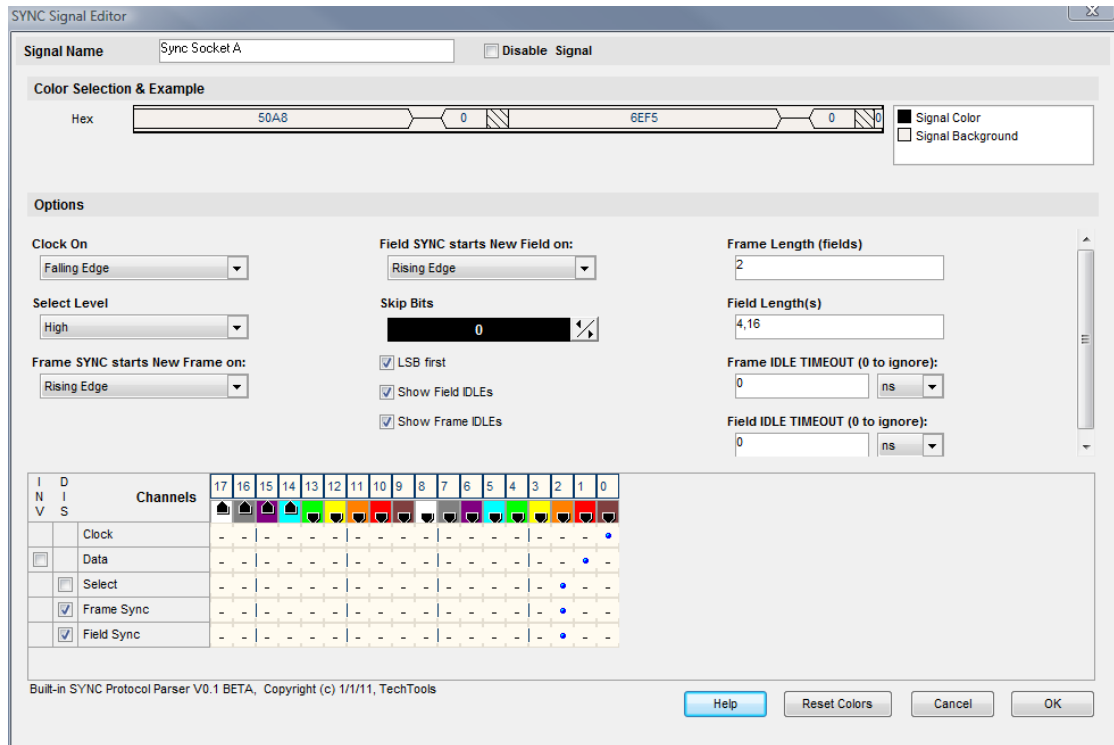 SYNC Signal Editor
Signal Name Sync Socket A Disable Signal
Color Selection & Example
Hex 50A8 0 6EF5 0 0 Signal Color
Signal Background
Options
Clock On Field SYNC starts New Field on: Frame Length (fields)
Falling Edge Rising Edge 2
Select Level Skip Bits Field Length(s)
High 0 4,16
Frame SYNC starts New Frame on: LSB first Frame IDLE TIMEOUT (0 to ignore):
Rising Edge Show Field IDLEs 0 ns
Show Frame IDLEs Field IDLE TIMEOUT (0 to ignore):
0 ns
INV DIS Channels 17 16 15 14 13 12 11 10 9 8 7 6 5 4 3 2 1 0
Clock
Data
Select
Frame Sync
Field Sync
Built-in SYNC Protocol Parser V0.1 BETA, Copyright (c) 1/1/11, TechTools
Help Reset Colors Cancel OK